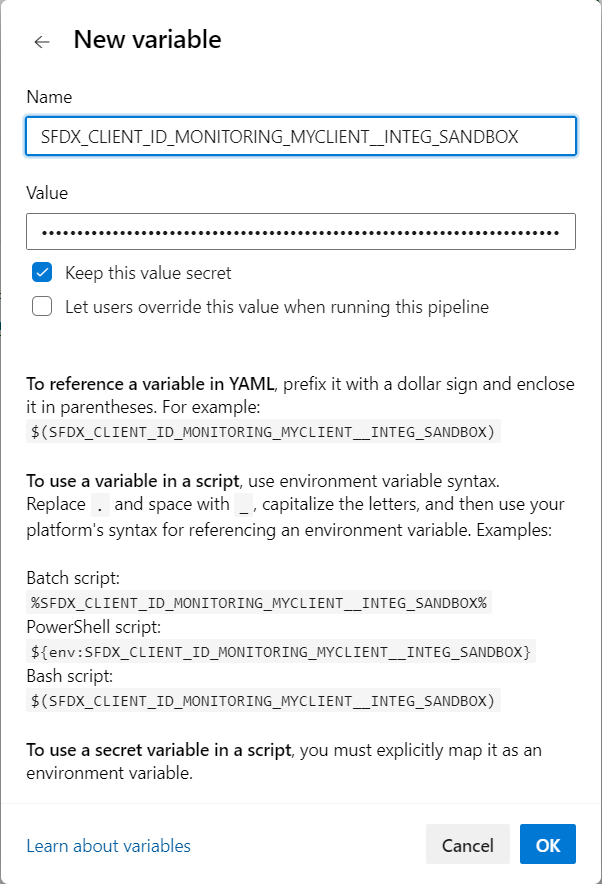 ← New variable
Name
SFDX_CLIENT_ID_MONITORING_MYCLIENT__INTEG_SANDBOX
Value
••••••••••••••••••••••••••••••••••••••••••••••••••••••••••••••••••••••••••
Keep this value secret
Let users override this value when running this pipeline
To reference a variable in YAML, prefix it with a dollar sign and enclose
it in parentheses. For example:
$(SFDX_CLIENT_ID_MONITORING_MYCLIENT__INTEG_SANDBOX)
To use a variable in a script, use environment variable syntax.
Replace . and space with _, capitalize the letters, and then use your
platform's syntax for referencing an environment variable. Examples:
Batch script:
%SFDX_CLIENT_ID_MONITORING_MYCLIENT__INTEG_SANDBOX%
PowerShell script:
${env:SFDX_CLIENT_ID_MONITORING_MYCLIENT__INTEG_SANDBOX}
Bash script:
$(SFDX_CLIENT_ID_MONITORING_MYCLIENT__INTEG_SANDBOX)
To use a secret variable in a script, you must explicitly map it as an
environment variable.
Learn about variables
Cancel
OK